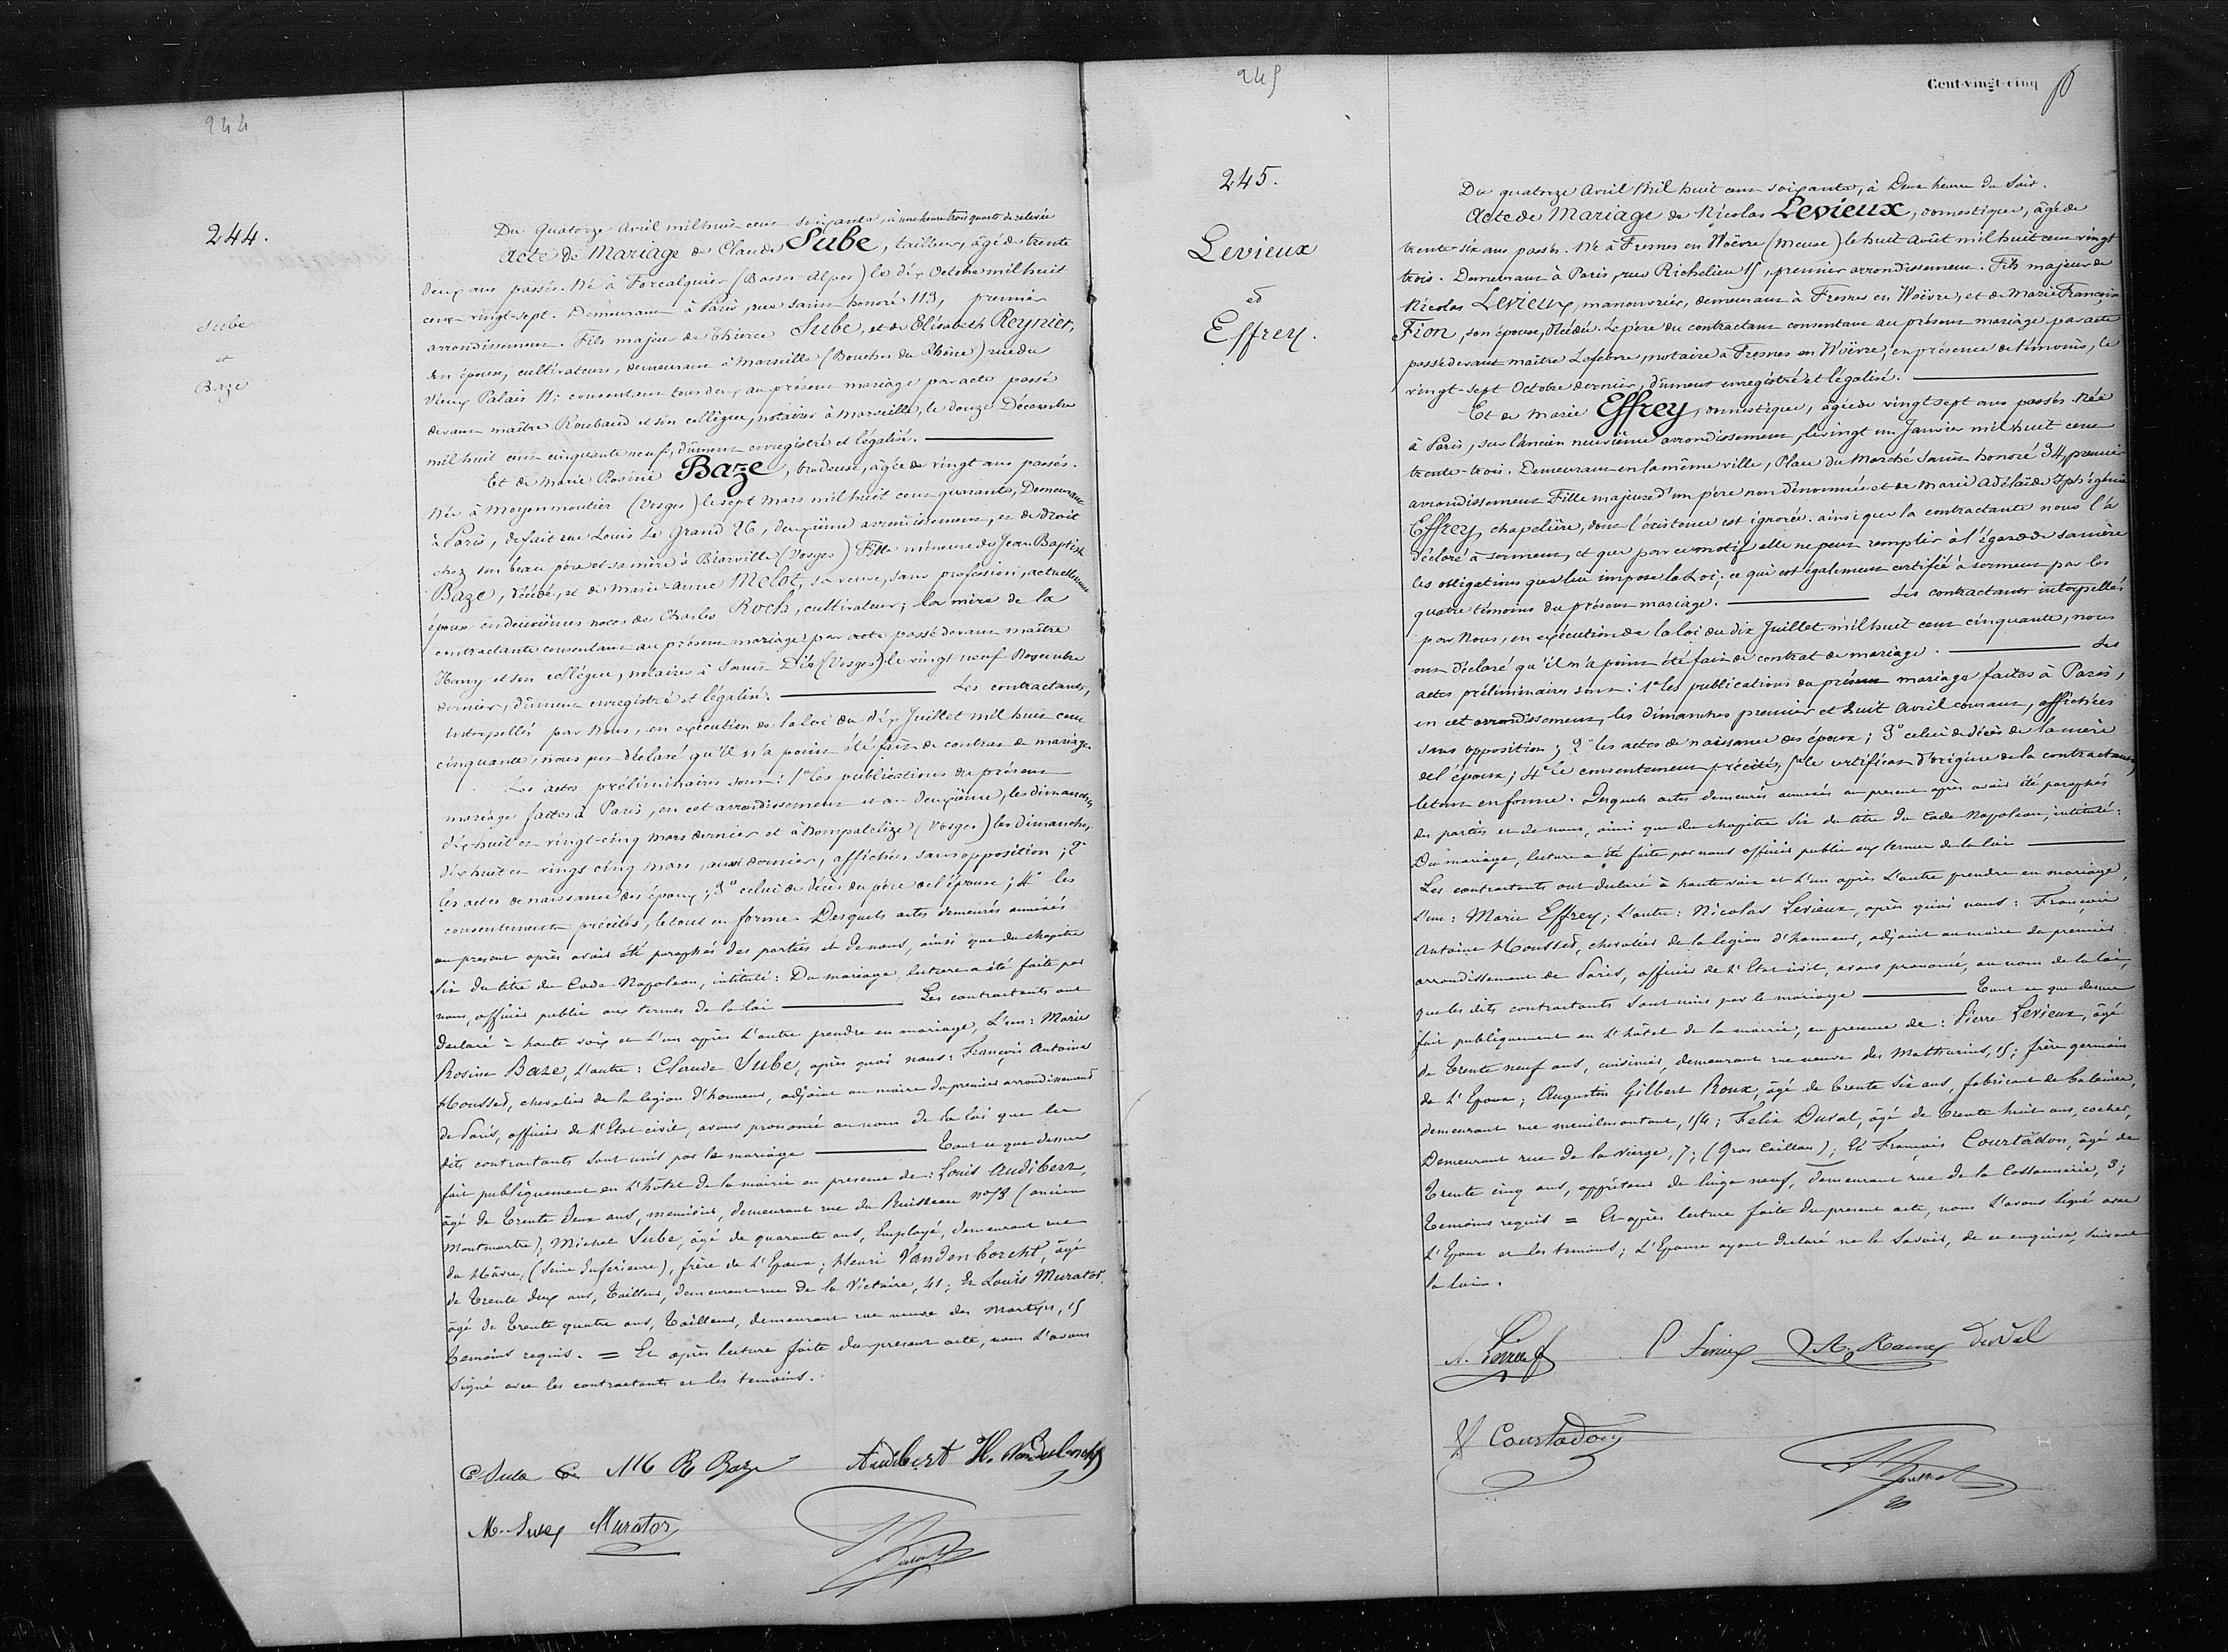 244
244.
Sube
et
Baze
Du Quatorze avril mil huit cent soixante, à une heure trois quarts de relevée
Acte de Mariage de Claude Sube, tailleur, âgé de trente
deux ans passés. Né à Forcalquier (Basses-Alpes) le dix Octobre mil huit
cent vingt-sept. Demeurant à Paris, rue saint honoré 113, premier
arrondissement. Fils majeur de Thierce Sube, et de Elisabeth Reynier,
son épouse, cultivateurs, demeurant à Marseille (Bouches du Rhône) rue du
Vieux Palais 11; consentant tous deux au présent mariage par acte passé
devant maître Roubaud et son collègue, notaires à Marseille, le douze Décembre
mil huit cent cinquante neuf, dûment enregistré et légalisé.
Et de Marie Rosine Baze, brodeuse, âgée de vingt ans passés.
Née à Moyenmoutier (Vosges) le sept Mars mil huit cent quarante, Demeurant
à Paris, de fait rue Louis Le Grand 26, deuxième arrondissement, et de droit
chez son beau père et sa mère à Biarville (Vosges) Fille mineure de Jean Baptiste
Baze, décédé, et de Marie-Anne Melot, sa veuve, sans profession, actuellement
épouse en deuxièmes noces de Charles Roch, cultivateur; la mère de la
contractante consentant au présent mariage par acte passé devant maître
Henry et son collègue, notaires à Saint Dié (Vosges) le vingt neuf Novembre
dernier, dûment enregistré et légalisé. Les contractants,
interpellés par Nous, en exécution de la loi du dix Juillet mil huit cent
cinquante, nous ont déclaré qu'il n'a point été fait de contrat de mariage
Les actes préliminaires sont: 1° les publications du présent
mariage faites à Paris, en cet arrondissement et au deuxième, les dimanches
dix huit et vingt-cinq mars dernier et à Nompatelize (Vosges) les dimanches
dix huit et vingt cinq mars, aussi dernier, affichées sans opposition; 2°
les actes de naissance des époux; 3° celui de décès du père de l'épouse; 4° les
consentements précités, le tout en forme. Desquels actes demeurés annexés
au present après avoir été paraphés des parties et de nous, ainsi que du chapitre
six du titre du Code Napoléon, intitulé: Du mariage, lecture a été faite par
nous, officier public aux termes de la loi Les contractants ont
declaré à haute voix et l'un après l'autre prendre en mariage, L'un: Marie
Rosine Baze, L'autre: Claude Sube, après quoi nous: François Antoine
Housset, chevalier de la légion d'honneur, adjoint au maire du premier arrondissement
de Paris, officier de l'Etat civil, avons prononcé au nom de la loi que les
dits contractants sont unis par le mariage Tout ce que dessus
fait publiquement en l'hôtel de la mairie en presence de: Louis Audibert,
âgé de trente deux ans, menuisier, demeurant rue du Ruisseau n° 73 (ancien
Montmartre); Michel Sube, âgé de quarante ans, Employé, demeurant rue
du Hâvre, (Seine Inférieure), frère de l'Epoux; Henri Vandenborcht, âgé
de trente deux ans, tailleur, demeurant rue de la Victoire, 41; Et Louis Murator,
âgé de trente quatre ans, tailleur, demeurant rue neuve des Martyrs, 15
témoins requis. = Et après lecture faite du present acte, nous l'avons
signé avec les contractants et les temoins.
C Sube M R Baze Audibert H. Vandenborcht
M. Sube Murator
245
Cent-vingt-cinq
245.
Levieux
et
Effrey.
Du quatorze Avril Mil huit cent soixante, à Deux heures du Soir.
Acte de Mariage de Nicolas Levieux, domestique, âgé de
trente-six ans passés. Né à Fresnes en Woëvre (Meuse) le huit Août mil huit cent vingt
trois. Demeurant à Paris, rue Richelieu 15, premier arrondissement. Fils majeur de
Nicolas Levieux, manouvrier, demeurant à Fresnes en Woëvre, et de Marie Françoise
Fion, son épouse, décédée. Le père du contractant consentant au présent mariage par acte
passé devant maître Lefebvre, notaire à Fresnes en Woëvre, en présence de témoins, le
vingt-sept Octobre dernier, dûment enregistré et légalisé.
Et de Marie Effrey, domestique, âgée de vingt sept ans passés. Née
à Paris, sur l'ancien neuvième arrondissement, le vingt un Janvier mil huit cent
trente-trois. Demeurant en la même ville, Place du Marché Saint honoré 34, premier
arrondissement Fille majeure d'un père non dénommé et de Marie Adélaïde Iphigénie
Effrey, chapelière, dont l'existence est ignorée. ainsi que la contractante nous l'a
déclaré à serment, et que par ce motif elle ne peut remplir à l'égard de sa mère
les obligations que lui impose la Loi; ce qui est également certifié à serment par les
quatre témoins du présent mariage. Les contractants interpellés
par Nous, en exécution de la loi du dix Juillet mil huit cent cinquante, nous
ont déclaré qu'il n'a point été fait de contrat de mariage. Les
actes préliminaires sont: 1° les publications du présent mariage faites à Paris,
en cet arrondissement, les dimanches premier et huit avril courant, affichées
sans opposition; 2° les actes de naissance des époux; 3° celui de décès de la mère
de l'époux; 4° le consentement précité; 5° le certificat d'origine de la contractante,
le tout en forme. Desquels actes demeurés annexés au present après avoir été paraphés
des parties et de nous, ainsi que du chapitre six du titre du Code Napoléon, intitulé:
Du mariage, lecture a été faite par nous officier public aux termes de la loi
Les contractants ont declaré à haute voix et l'un après l'autre prendre en mariage,
L'un: Marie Effrey; L'autre: Nicolas Levieux, après quoi nous: François
Antoine Housset, chevalier de la legion d'honneur, adjoint au maire du premier
arrondissement de Paris, officier de l'Etat civil, avons prononcé, au nom de la loi,
que les dits contractants sont unis par le mariage Tout ce que dessus
fait publiquement en l'hôtel de la mairie, en presence de: Pierre Levieux, âgé
de trente neuf ans, cuisinier, demeurant rue neuve des Mathurins, 15; frère germain
de l'Epoux; Augustin Gilbert Roux, âgé de trente six ans, fabricant de
demeurant rue menilmontant, 154; Felix Duval, âgé de trente huit ans, cocher,
Demeurant rue de la Vierge, 7; (Gros Caillou); Et François Courtadon, âgé de
trente cinq ans, apprêteur de linge neuf, demeurant rue de la Cossonnerie, 3;
temoins requis = Et après lecture faite du present acte, nous l'avons signé avec
l'Epoux et les temoins; L'Epouse ayant declaré ne le savoir, de ce enquise, suivant
la loi.
N. Levieux P Levieux A. Roux Duval
F Courtadon